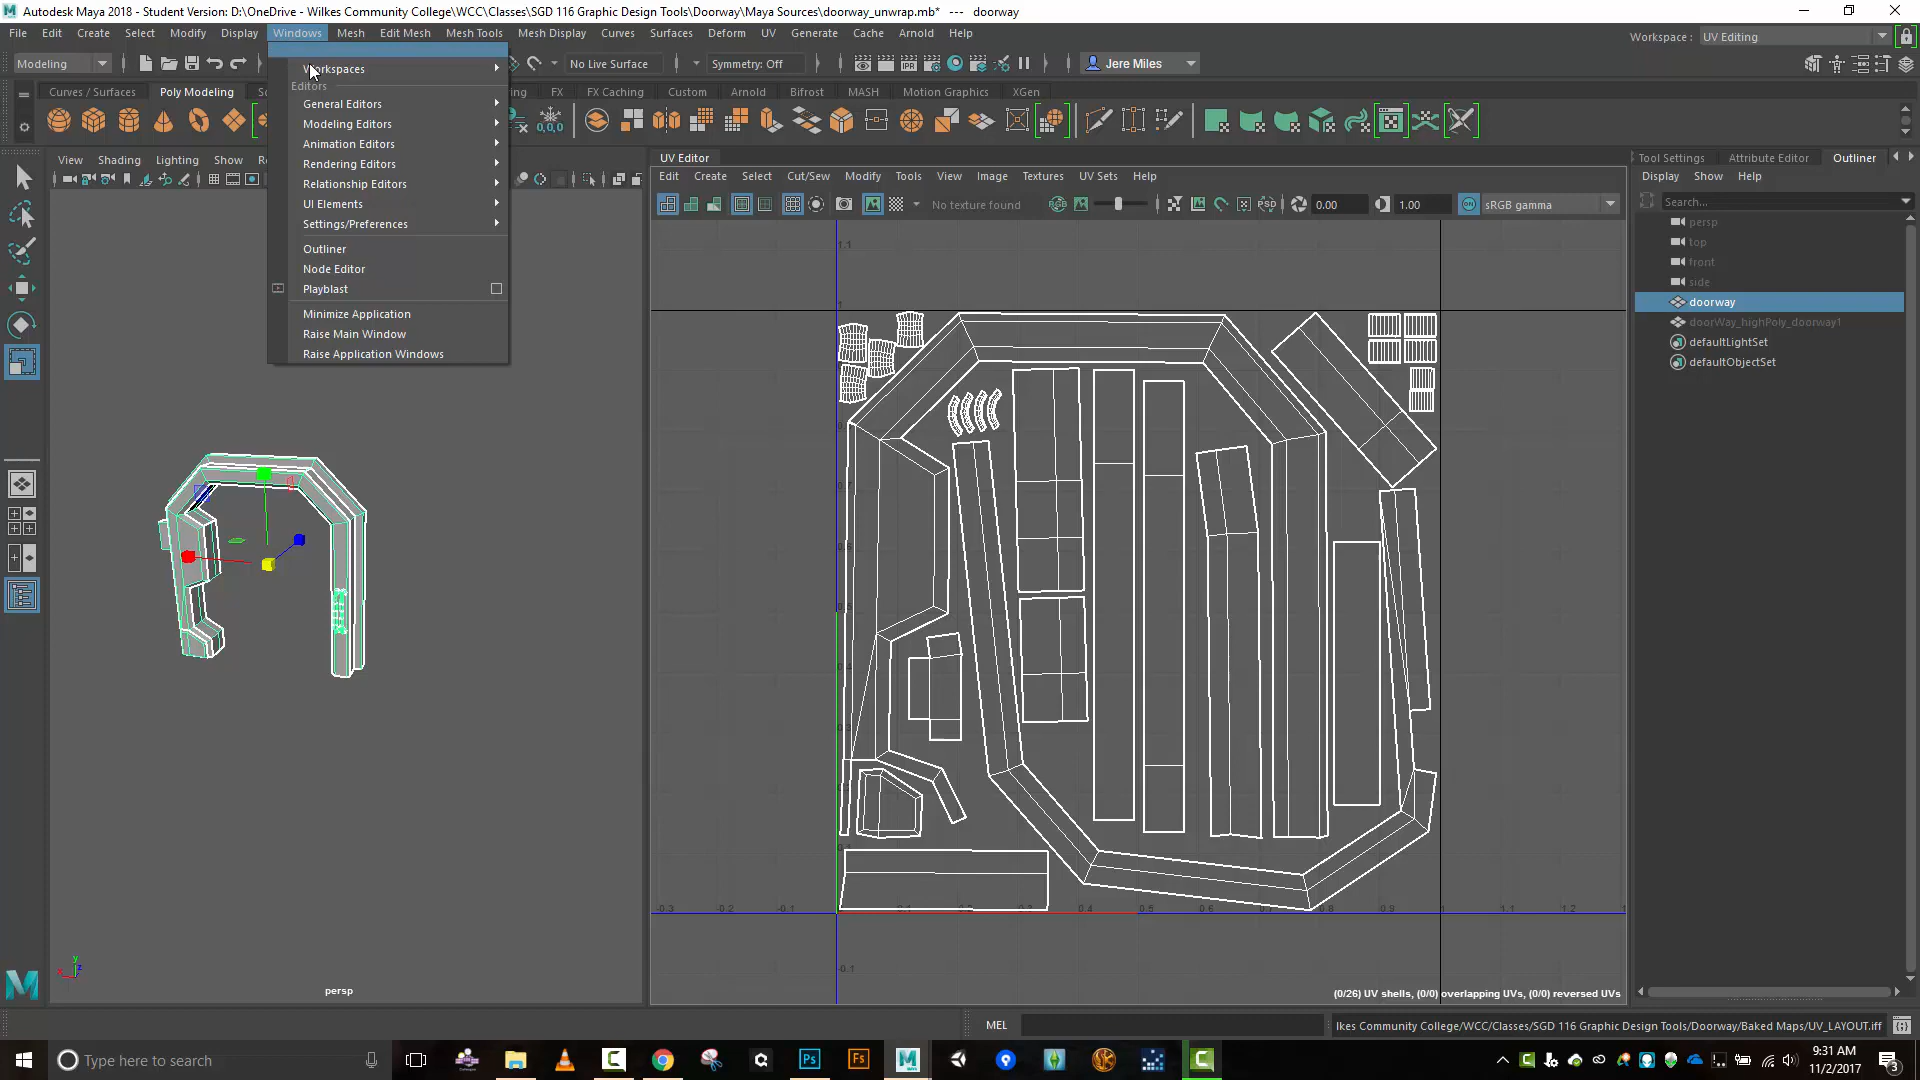 Autodesk Maya 2018 - Student Version: D:\OneDrive - Wilkes Community College\WCC\Classes\SGD 116 Graphic Design Tools\Doorway\Maya Sources\doorway_unwrap.mb* --- doorway
File Edit Create Select Modify Display Windows Mesh Edit Mesh Mesh Tools Mesh Display Curves Surfaces Deform UV Generate Cache Arnold Help
Workspace : UV Editing
Modeling
No Live Surface
Symmetry: Off
Jere Miles
Curves / Surfaces Poly Modeling
FX FX Caching Custom Arnold Bifrost MASH Motion Graphics XGen
Workspaces
Editors
General Editors
Modeling Editors
Animation Editors
Rendering Editors
Relationship Editors
UI Elements
Settings/Preferences
Outliner
Node Editor
Playblast
Minimize Application
Raise Main Window
Raise Application Windows
View Shading Lighting Show
persp
UV Editor
Edit Create Select Cut/Sew Modify Tools View Image Textures UV Sets Help
No texture found
0.00
1.00
sRGB gamma
(0/26) UV shells, (0/0) overlapping UVs, (0/0) reversed UVs
Tool Settings Attribute Editor Outliner
Display Show Help
Search...
persp
top
front
side
doorway
doorWay_highPoly_doorway1
defaultLightSet
defaultObjectSet
MEL
lkes Community College/WCC/Classes/SGD 116 Graphic Design Tools/Doorway/Baked Maps/UV_LAYOUT.iff
Type here to search
9:31 AM
11/2/2017